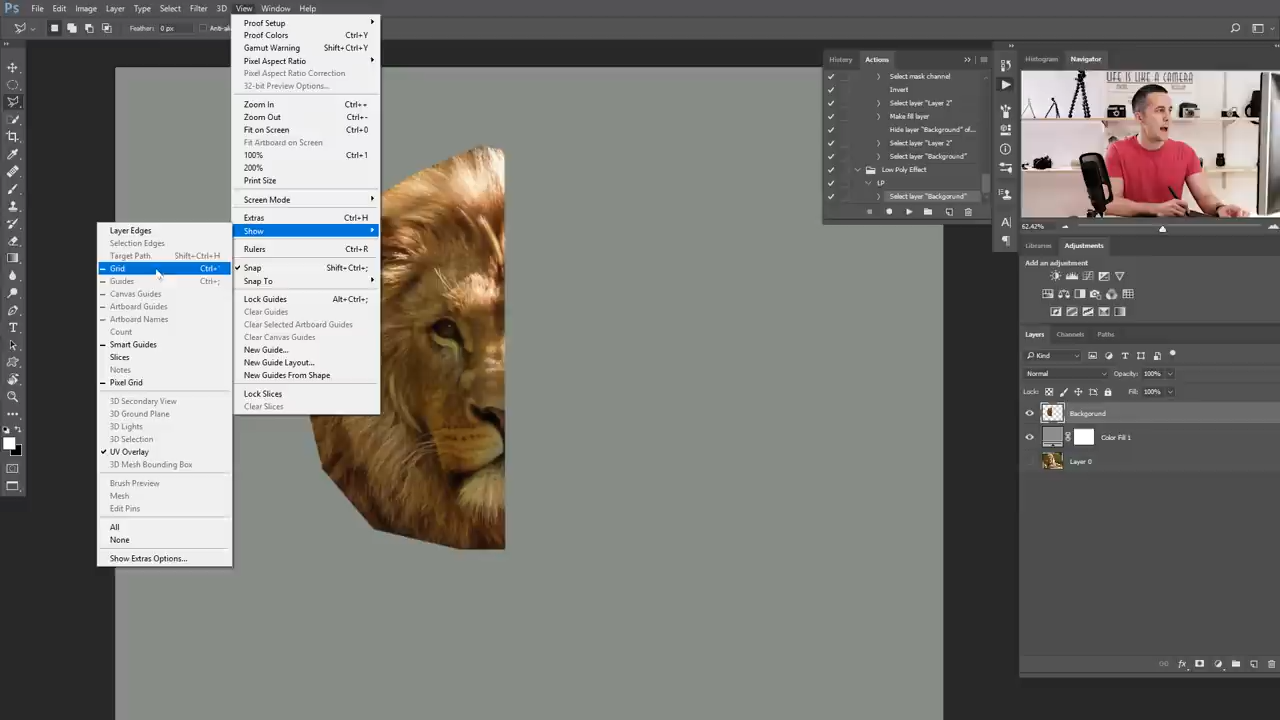 Ps File Edit Image Layer Type Select Filter 3D View Window Help
Feather: 0 px
Proof Setup
Proof Colors Ctrl+Y
Gamut Warning Shift+Ctrl+Y
Pixel Aspect Ratio
Pixel Aspect Ratio Correction
32-bit Preview Options...
Zoom In Ctrl++
Zoom Out Ctrl+-
Fit on Screen Ctrl+0
Fit Artboard on Screen
100% Ctrl+1
200%
Print Size
Screen Mode
Extras Ctrl+H
Show
Rulers Ctrl+R
Snap Shift+Ctrl+;
Snap To
Lock Guides Alt+Ctrl+;
Clear Guides
Clear Selected Artboard Guides
Clear Canvas Guides
New Guide...
New Guide Layout...
New Guides From Shape
Lock Slices
Clear Slices
Layer Edges
Selection Edges
Target Path Shift+Ctrl+H
Grid Ctrl+'
Guides Ctrl+;
Canvas Guides
Artboard Guides
Artboard Names
Count
Smart Guides
Slices
Notes
Pixel Grid
3D Secondary View
3D Ground Plane
3D Lights
3D Selection
UV Overlay
3D Mesh Bounding Box
Brush Preview
Mesh
Edit Pins
All
None
Show Extras Options...
History Actions
Select mask channel
Invert
Select layer "Layer 2"
Make fill layer
Hide layer "Background" of...
Select layer "Layer 2"
Select layer "Background"
Low Poly Effect
LP
Select layer "Background"
Histogram Navigator
LIFE IS LIKE A CAMERA
62.42%
Libraries Adjustments
Add an adjustment
Layers Channels Paths
Kind
Normal Opacity: 100%
Lock: Fill: 100%
Background
Color Fill 1
Layer 0